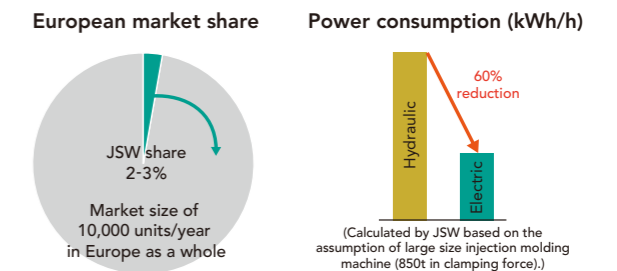 European market share
JSW share
2-3%
Market size of
10,000 units/year
in Europe as a whole
Power consumption (kWh/h)
60%
reduction
Hydraulic
Electric
(Calculated by JSW based on the
assumption of large size injection molding
machine (850t in clamping force).)